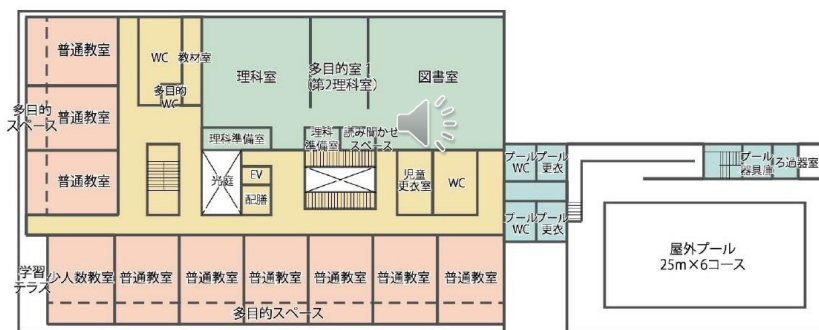 普通教室
WC
教材室
多目的
WC
理科室
多目的室1
(第2理科室)
図書室
多目的
スペース
普通教室
理科準備室
理科
準備室
読み聞かせ
スペース
普通教室
光庭
EV
配膳
児童
更衣室
WC
プール
WC
プール
更衣
プール
器具庫
ろ過器室
プール
WC
プール
更衣
屋外プール
25m×6コース
学習
テラス
少人数教室
普通教室
普通教室
普通教室
普通教室
普通教室
普通教室
多目的スペース